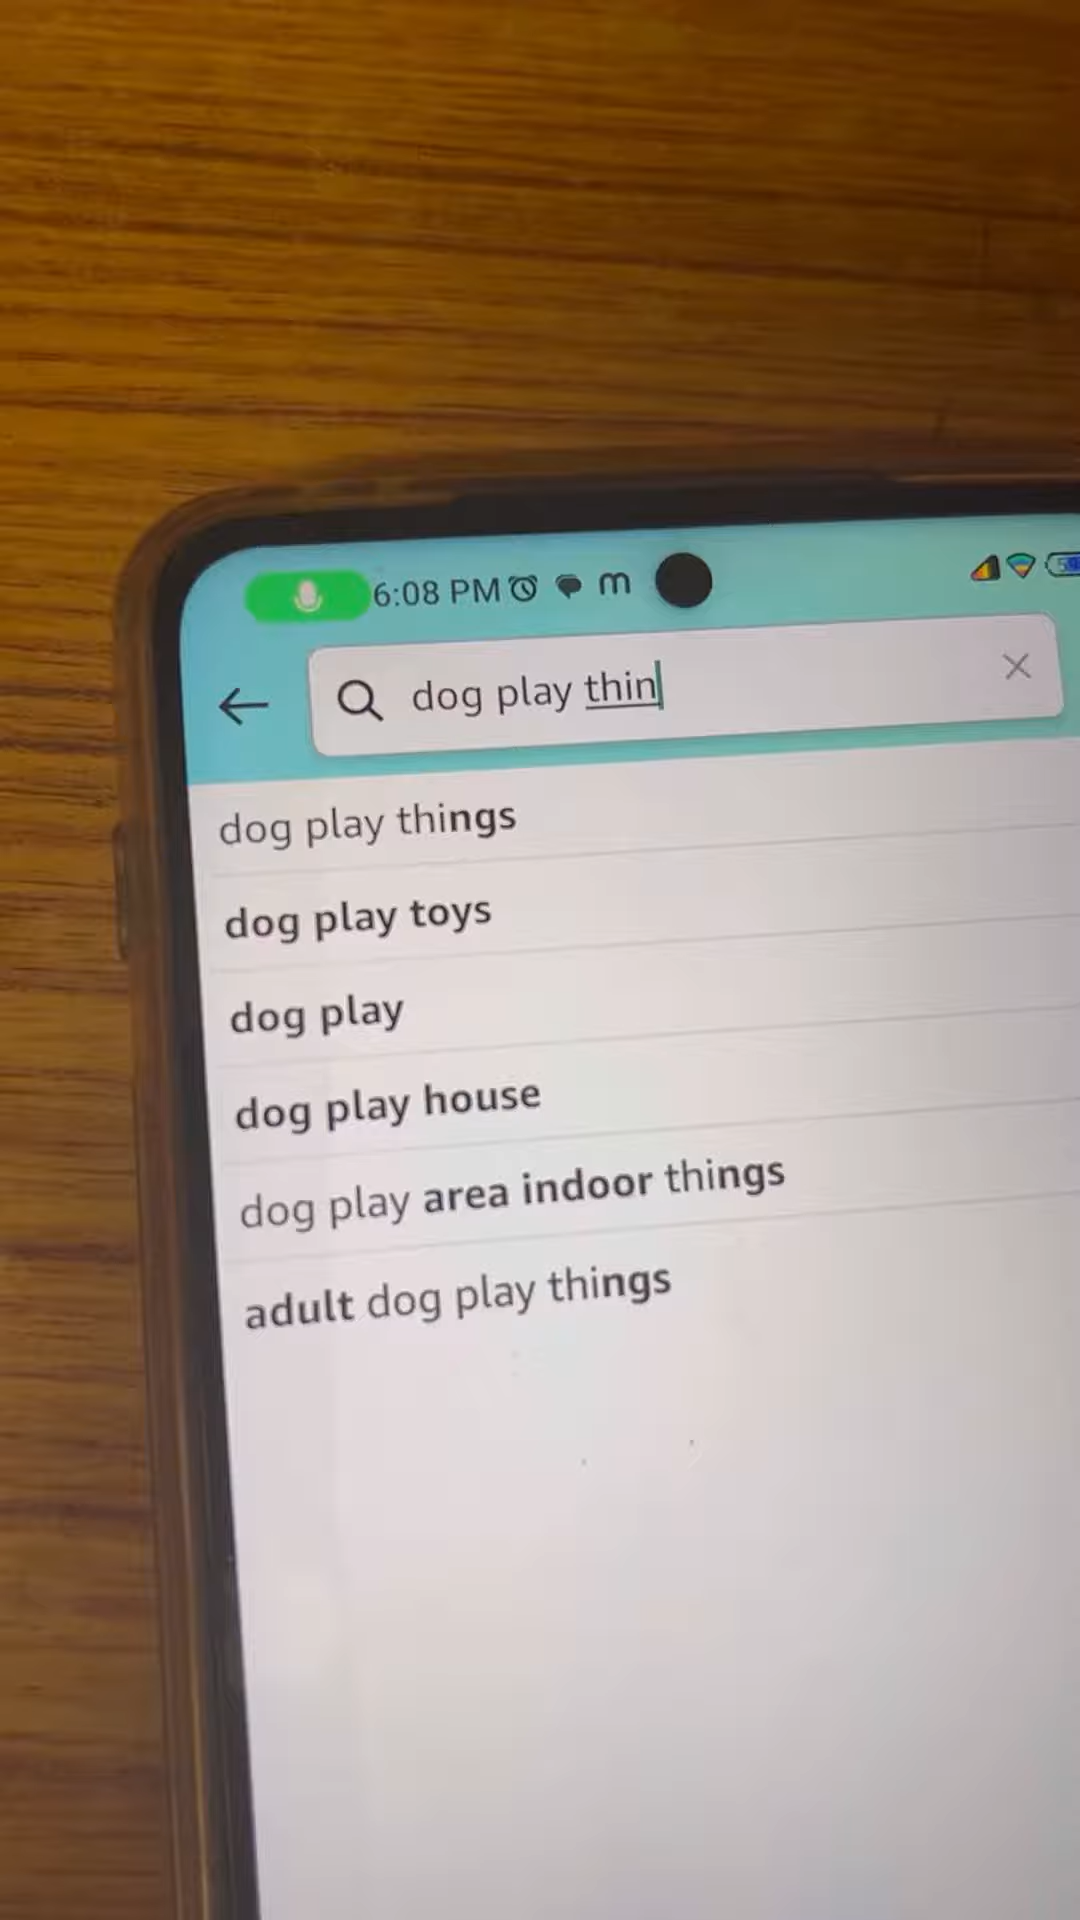 6:08 PM m
dog play thin
dog play things
dog play toys
dog play
dog play house
dog play area indoor things
adult dog play things